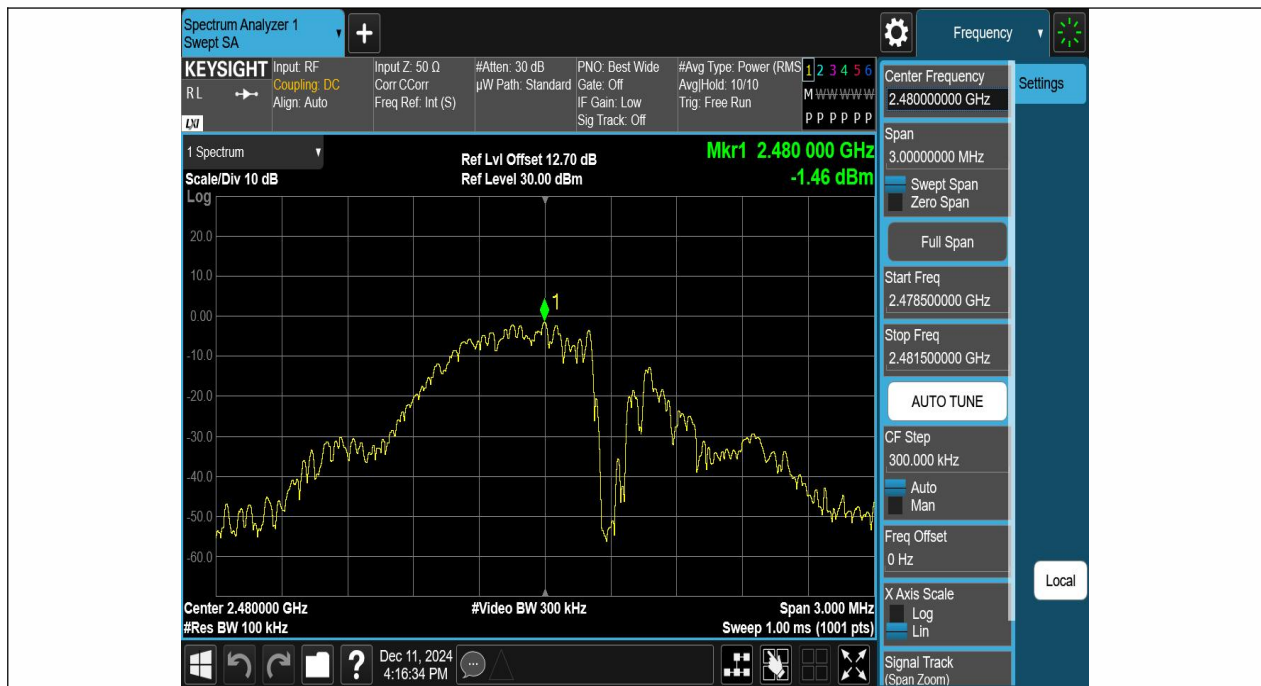 Spectrum Analyzer 1
Swept SA
Frequency
KEYSIGHT
RL
LXI
Input: RF
Coupling: DC
Align: Auto
Input Z: 50 Ω
Corr CCorr
Freq Ref: Int (S)
#Atten: 30 dB
µW Path: Standard
PNO: Best Wide
Gate: Off
IF Gain: Low
Sig Track: Off
#Avg Type: Power (RMS
Avg|Hold: 10/10
Trig: Free Run
1 2 3 4 5 6
M W W W W W
P P P P P P
1 Spectrum
Scale/Div 10 dB
Log
Ref Lvl Offset 12.70 dB
Ref Level 30.00 dBm
Mkr1 2.480 000 GHz
-1.46 dBm
20.0
10.0
0.00
-10.0
-20.0
-30.0
-40.0
-50.0
-60.0
1
Center 2.480000 GHz
#Res BW 100 kHz
#Video BW 300 kHz
Span 3.000 MHz
Sweep 1.00 ms (1001 pts)
?
Dec 11, 2024
4:16:34 PM
Center Frequency
2.480000000 GHz
Settings
Span
3.00000000 MHz
Swept Span
Zero Span
Full Span
Start Freq
2.478500000 GHz
Stop Freq
2.481500000 GHz
AUTO TUNE
CF Step
300.000 kHz
Auto
Man
Freq Offset
0 Hz
X Axis Scale
Log
Lin
Local
Signal Track
(Span Zoom)